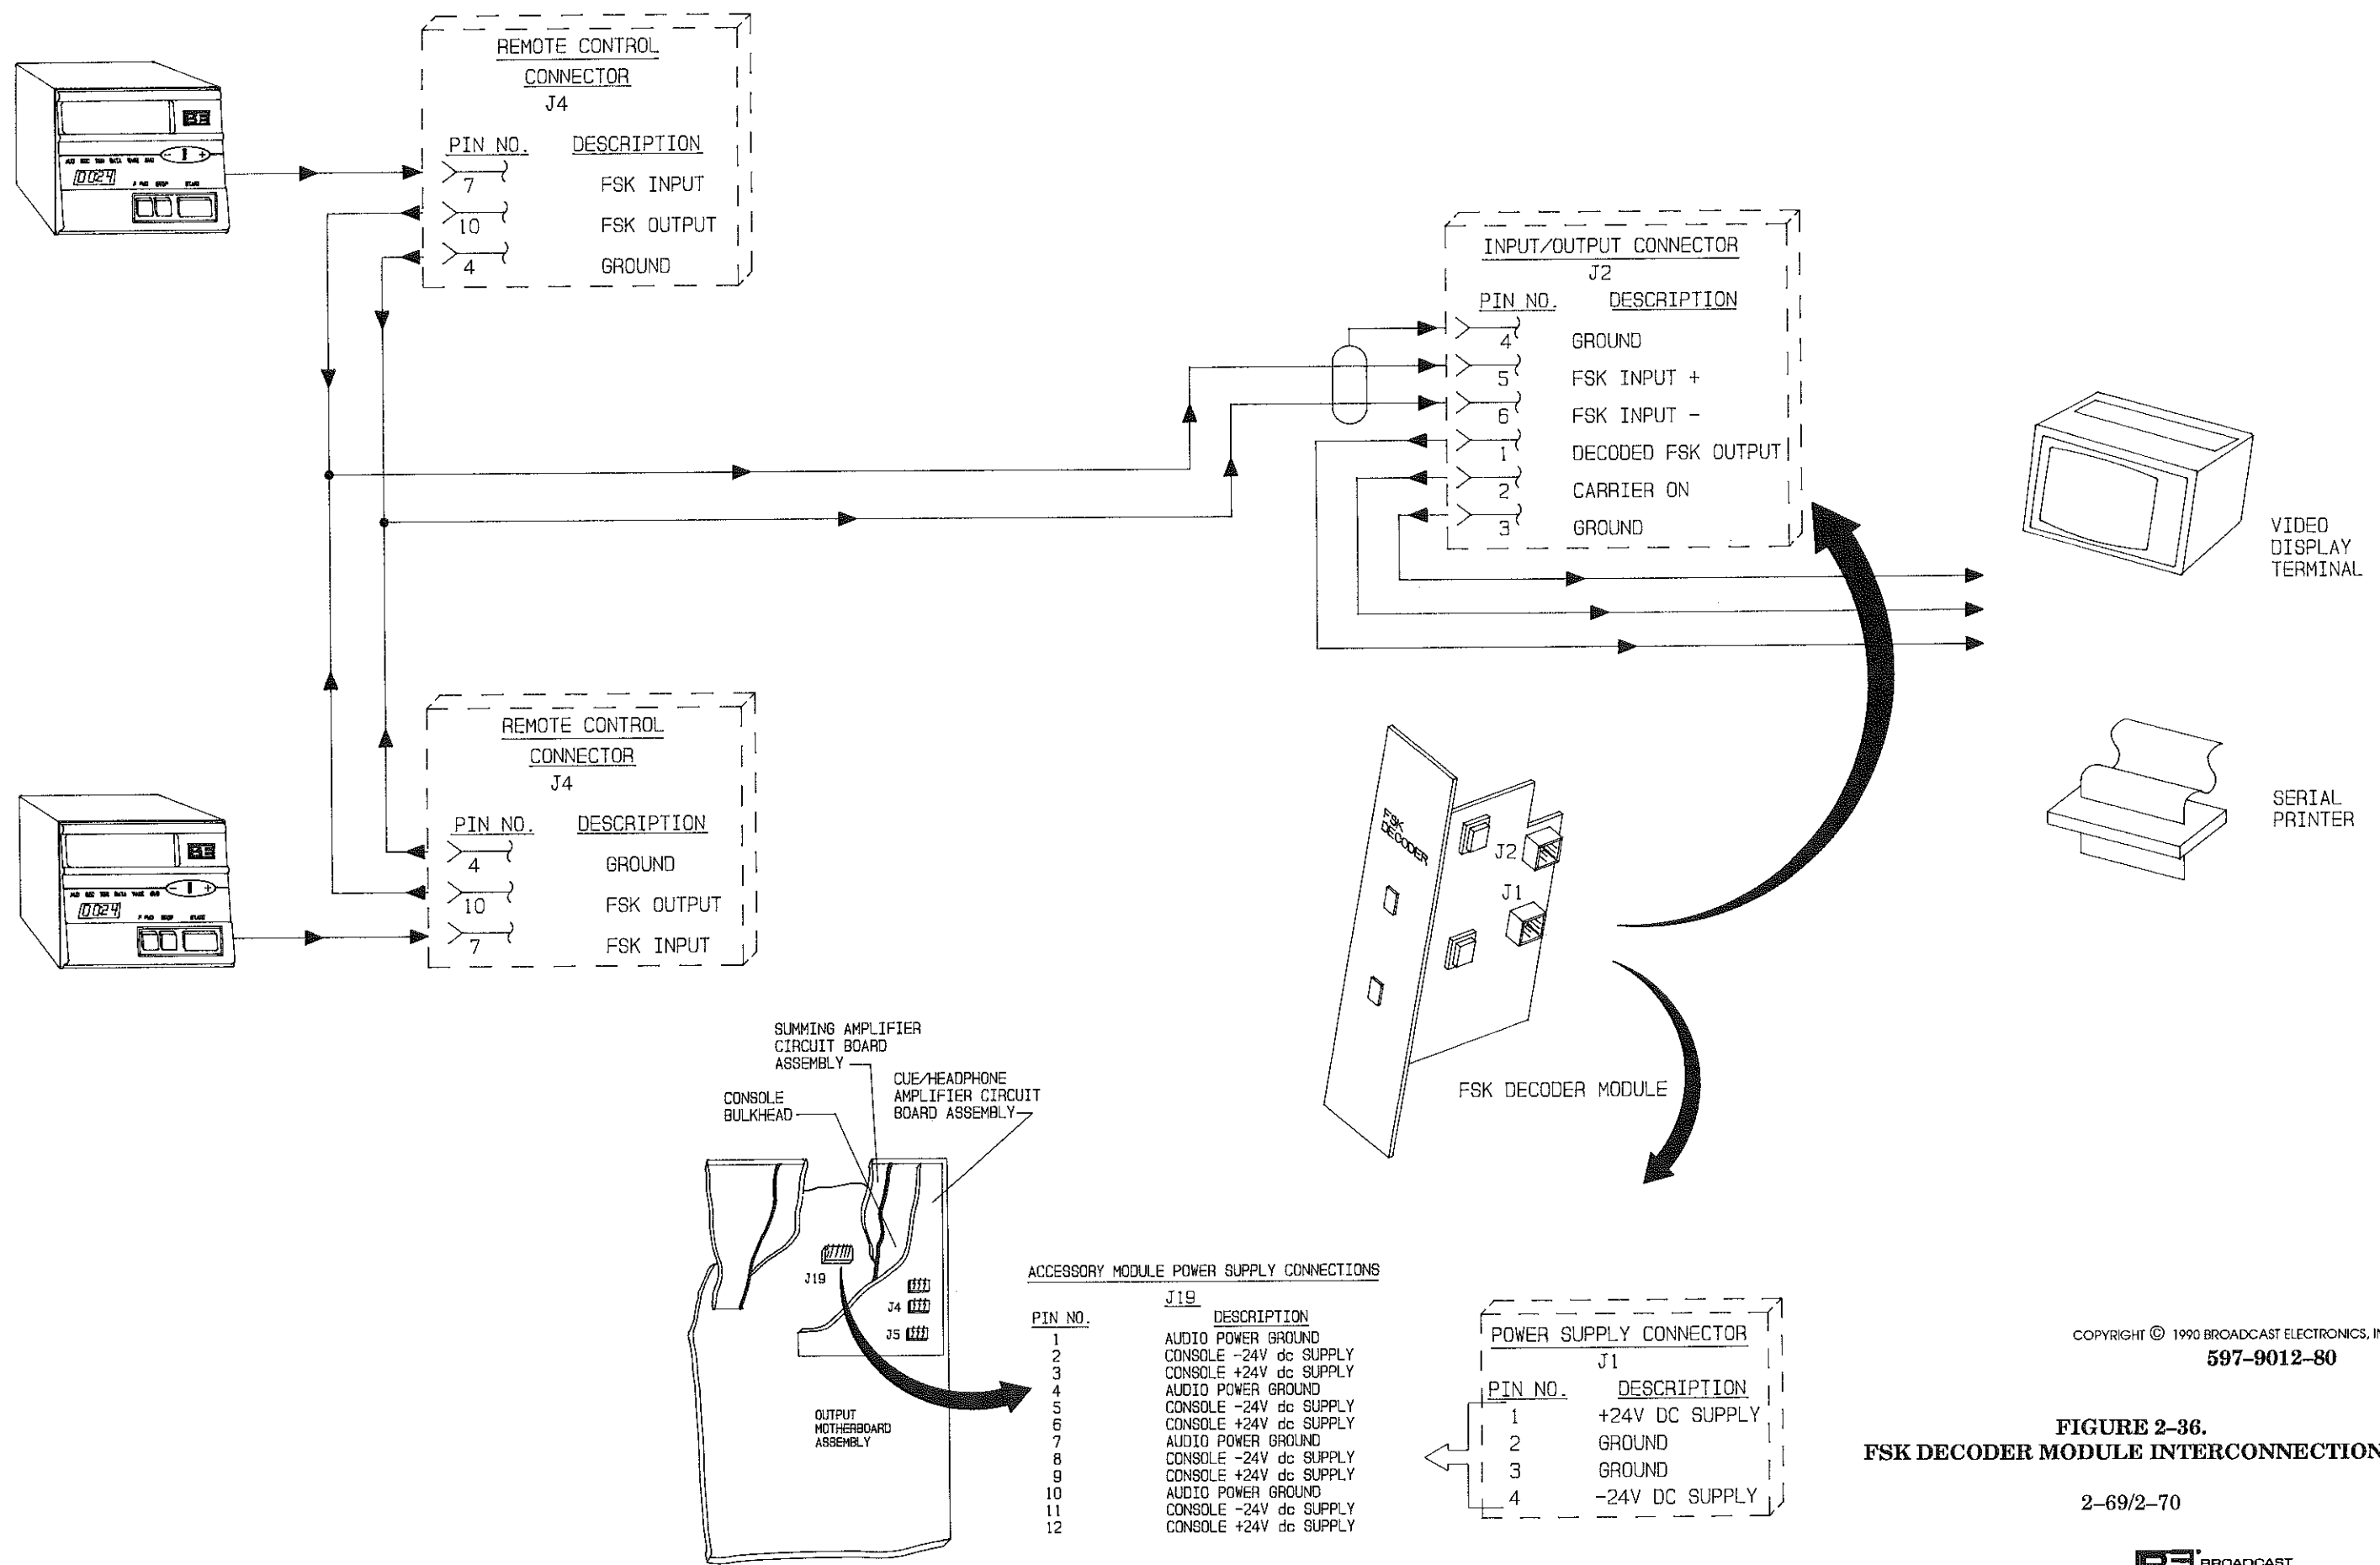 REMOTE CONTROL
CONNECTOR
J4
PIN NO. DESCRIPTION
7 FSK INPUT
10 FSK OUTPUT
4 GROUND
BE
00:24
INPUT/OUTPUT CONNECTOR
J2
PIN NO. DESCRIPTION
4 GROUND
5 FSK INPUT +
6 FSK INPUT -
1 DECODED FSK OUTPUT
2 CARRIER ON
3 GROUND
VIDEO
DISPLAY
TERMINAL
REMOTE CONTROL
CONNECTOR
J4
PIN NO. DESCRIPTION
4 GROUND
10 FSK OUTPUT
7 FSK INPUT
BE
00:24
SERIAL
PRINTER
FSK
DECODER
J2
J1
FSK DECODER MODULE
SUMMING AMPLIFIER
CIRCUIT BOARD
ASSEMBLY
CUE/HEADPHONE
AMPLIFIER CIRCUIT
BOARD ASSEMBLY
CONSOLE
BULKHEAD
J19
J4
J5
OUTPUT
MOTHERBOARD
ASSEMBLY
ACCESSORY MODULE POWER SUPPLY CONNECTIONS
J19
PIN NO. DESCRIPTION
1 AUDIO POWER GROUND
2 CONSOLE -24V dc SUPPLY
3 CONSOLE +24V dc SUPPLY
4 AUDIO POWER GROUND
5 CONSOLE -24V dc SUPPLY
6 CONSOLE +24V dc SUPPLY
7 AUDIO POWER GROUND
8 CONSOLE -24V dc SUPPLY
9 CONSOLE +24V dc SUPPLY
10 AUDIO POWER GROUND
11 CONSOLE -24V dc SUPPLY
12 CONSOLE +24V dc SUPPLY
POWER SUPPLY CONNECTOR
J1
PIN NO. DESCRIPTION
1 +24V DC SUPPLY
2 GROUND
3 GROUND
4 -24V DC SUPPLY
COPYRIGHT © 1990 BROADCAST ELECTRONICS, IN
597-9012-80
FIGURE 2-36.
FSK DECODER MODULE INTERCONNECTION
2-69/2-70
BE BROADCAST